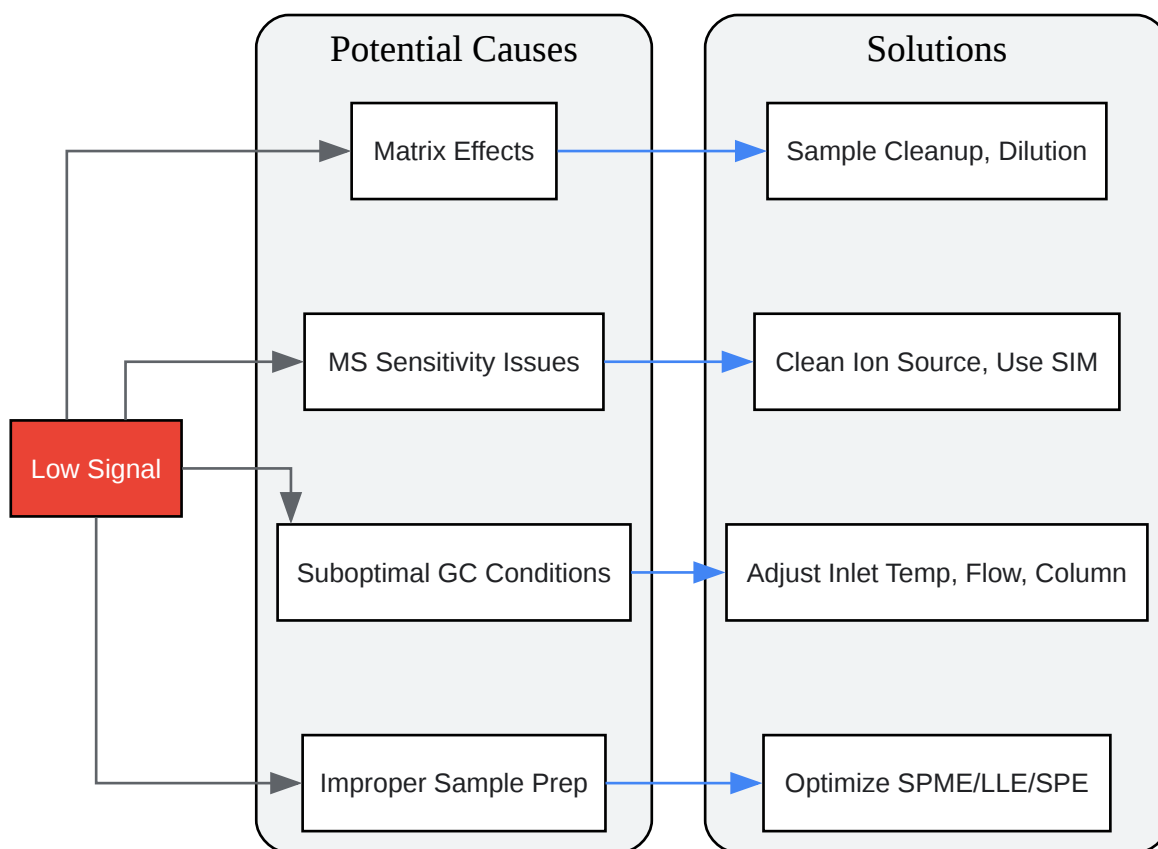 Potential Causes
Solutions
Matrix Effects
Sample Cleanup, Dilution
MS Sensitivity Issues
Clean Ion Source, Use SIM
Low Signal
Suboptimal GC Conditions
Adjust Inlet Temp, Flow, Column
Improper Sample Prep
Optimize SPME/LLE/SPE